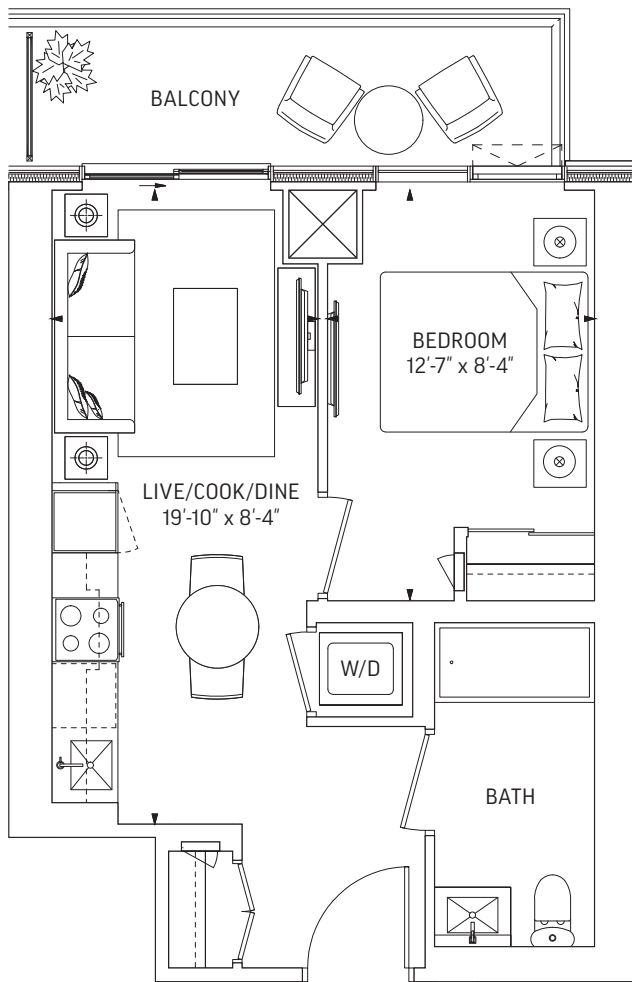 BALCONY
BEDROOM
12'-7" x 8'-4"
LIVE/COOK/DINE
19'-10" x 8'-4"
W/D
BATH